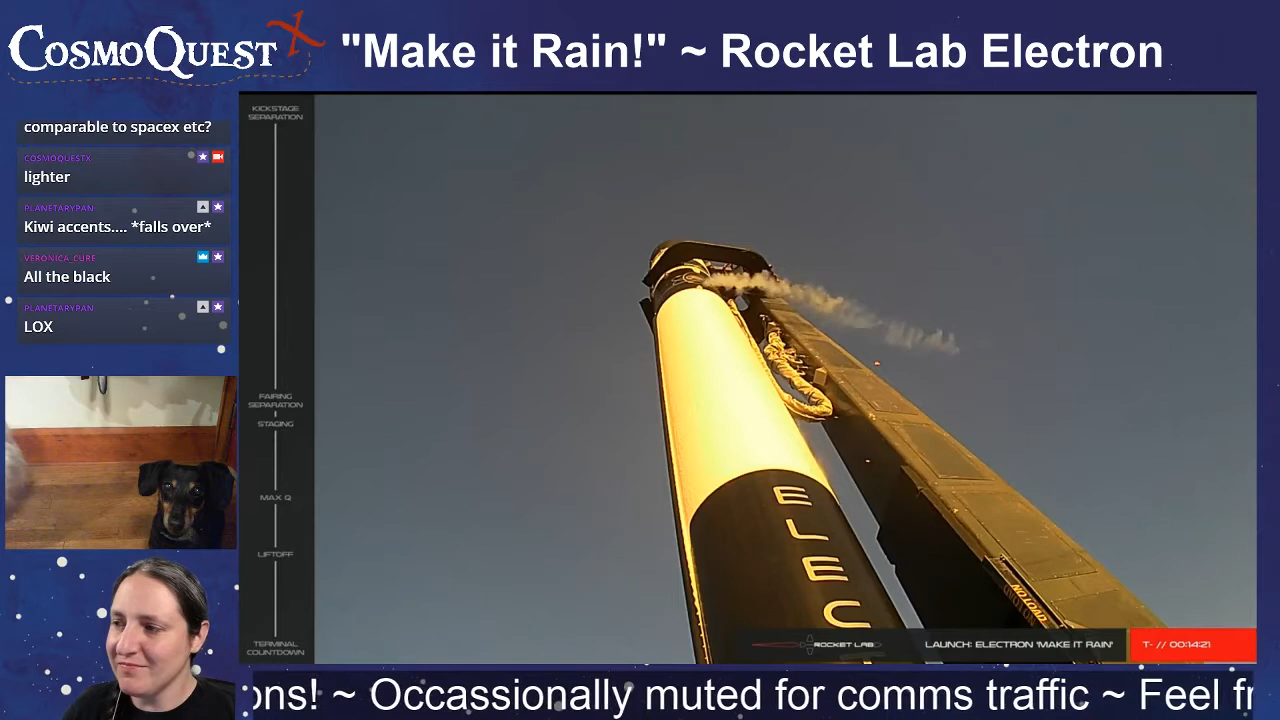 COSMOQUEST X
"Make it Rain!" ~ Rocket Lab Electron
comparable to spacex etc?
COSMOQUESTX
lighter
PLANETARYPAN
Kiwi accents.... *falls over*
VERONICA_CURE
All the black
PLANETARYPAN
LOX
KICKSTAGE
SEPARATION
FAIRING
SEPARATION
STAGING
MAX Q
LIFTOFF
TERMINAL
COUNTDOWN
ELEC
NO LOAD
ROCKET LAB
LAUNCH: ELECTRON 'MAKE IT RAIN'
T- // 00:14:21
ons! ~ Occassionally muted for comms traffic ~ Feel fr